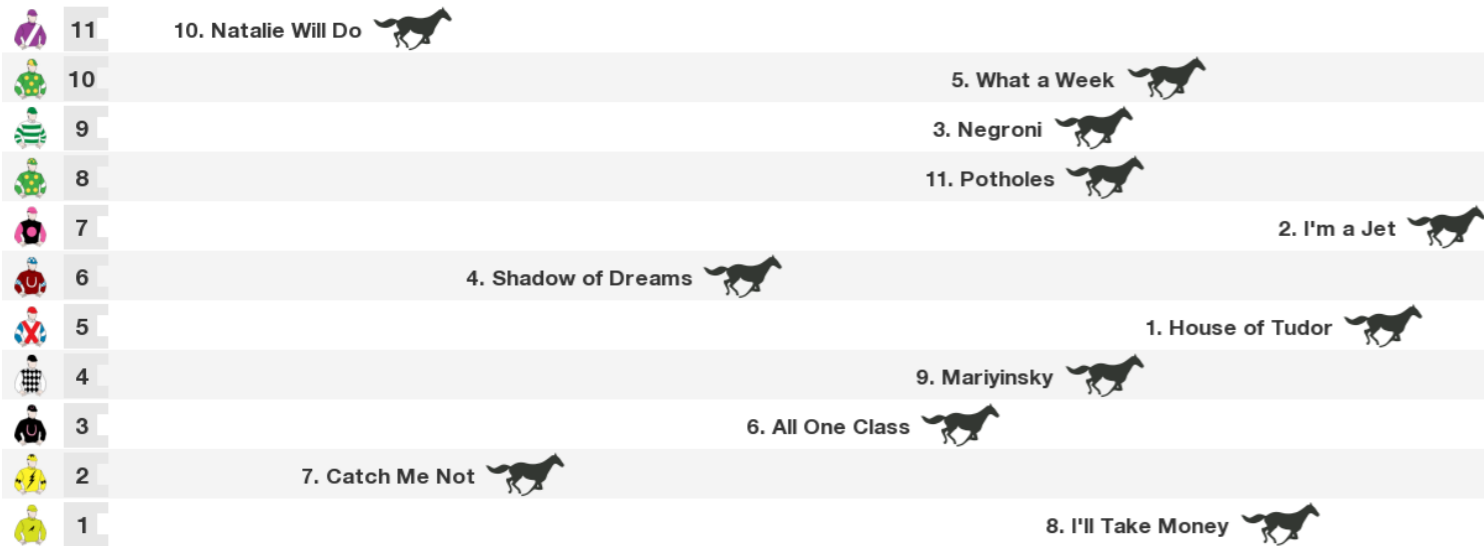 11 10. Natalie Will Do
10 5. What a Week
9 3. Negroni
8 11. Potholes
7 2. I'm a Jet
6 4. Shadow of Dreams
5 1. House of Tudor
4 9. Mariyinsky
3 6. All One Class
2 7. Catch Me Not
1 8. I'll Take Money